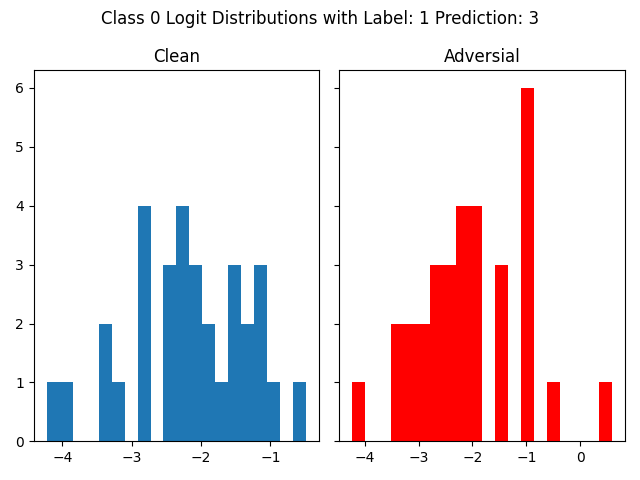 Class 0 Logit Distributions with Label: 1 Prediction: 3
Clean
Adversial
6
5
4
3
2
1
0
−4 −3 −2 −1
−4 −3 −2 −1 0